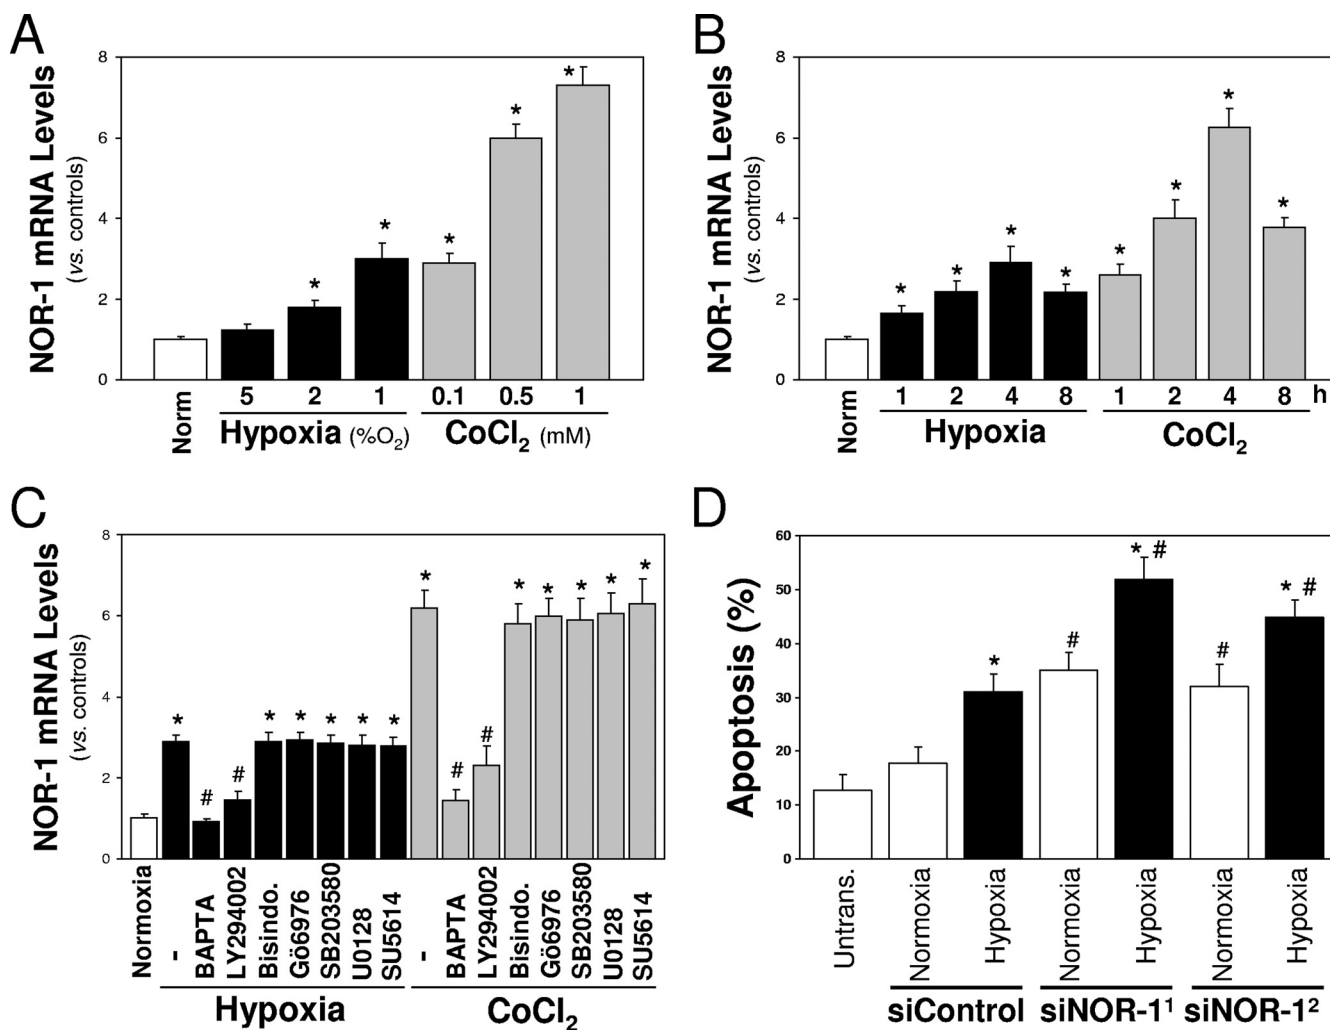 A
NOR-1 mRNA Levels
(vs. controls)
8
6
4
2
0
* * * * *
Norm
5 2 1 0.1 0.5 1
Hypoxia (%O2) CoCl2 (mM)
B
NOR-1 mRNA Levels
(vs. controls)
8
6
4
2
0
* * * * * * * *
Norm
1 2 4 8 1 2 4 8 h
Hypoxia CoCl2
C
NOR-1 mRNA Levels
(vs. controls)
8
6
4
2
0
* # # * * * * * * # # * * * * *
Normoxia
-
BAPTA
LY294002
Bisindo.
Gö6976
SB203580
U0128
SU5614
-
BAPTA
LY294002
Bisindo.
Gö6976
SB203580
U0128
SU5614
Hypoxia CoCl2
D
Apoptosis (%)
60
50
40
30
20
10
0
* # *# # *#
Untrans.
Normoxia
Hypoxia
Normoxia
Hypoxia
Normoxia
Hypoxia
siControl siNOR-1¹ siNOR-1²